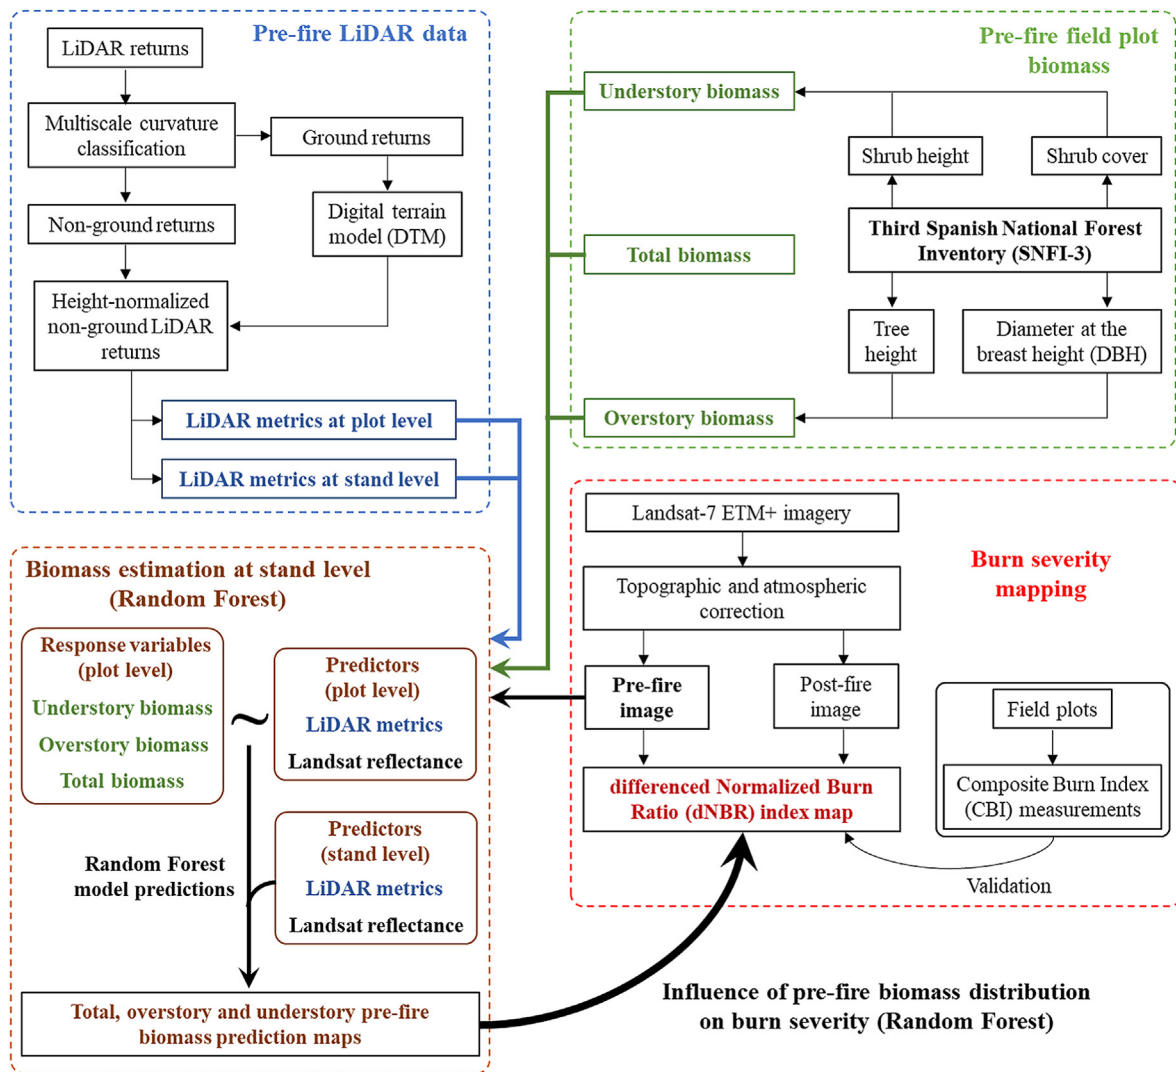 Pre-fire LiDAR data
LiDAR returns
Multiscale curvature
classification
Ground returns
Non-ground returns
Digital terrain
model (DTM)
Height-normalized
non-ground LiDAR
returns
LiDAR metrics at plot level
LiDAR metrics at stand level
Pre-fire field plot
biomass
Understory biomass
Shrub height
Shrub cover
Total biomass
Third Spanish National Forest
Inventory (SNFI-3)
Tree
height
Diameter at the
breast height (DBH)
Overstory biomass
Biomass estimation at stand level
(Random Forest)
Response variables
(plot level)
Understory biomass
Overstory biomass
Total biomass
~
Predictors
(plot level)
LiDAR metrics
Landsat reflectance
Random Forest
model predictions
Predictors
(stand level)
LiDAR metrics
Landsat reflectance
Total, overstory and understory pre-fire
biomass prediction maps
Burn severity
mapping
Landsat-7 ETM+ imagery
Topographic and atmospheric
correction
Pre-fire
image
Post-fire
image
Field plots
differenced Normalized Burn
Ratio (dNBR) index map
Composite Burn Index
(CBI) measurements
Validation
Influence of pre-fire biomass distribution
on burn severity (Random Forest)